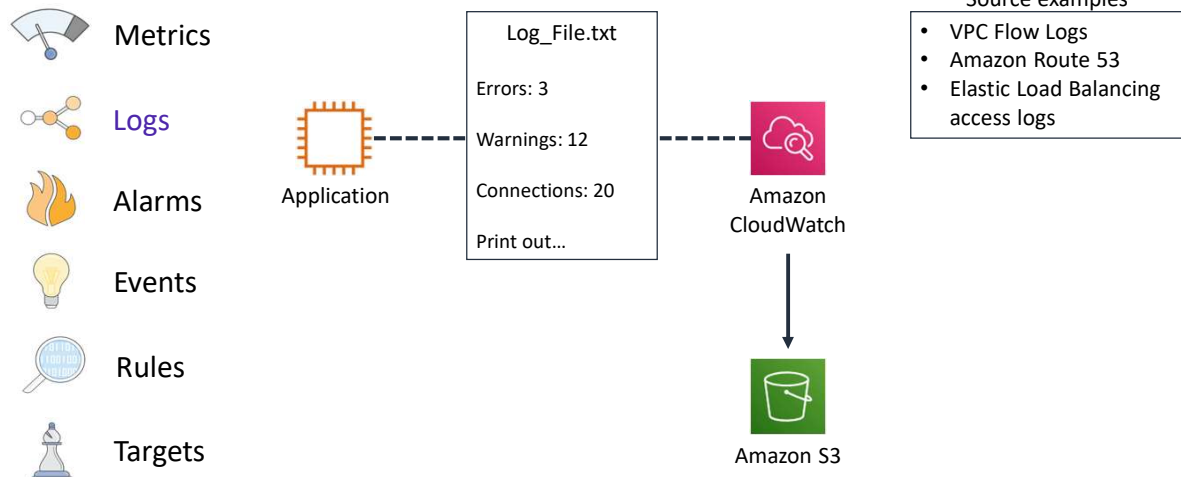 Metrics
Logs
Alarms
Events
Rules
Targets
Application
Log_File.txt
Errors: 3
Warnings: 12
Connections: 20
Print out…
Amazon
CloudWatch
Amazon S3
Source examples
• VPC Flow Logs
• Amazon Route 53
• Elastic Load Balancing
access logs